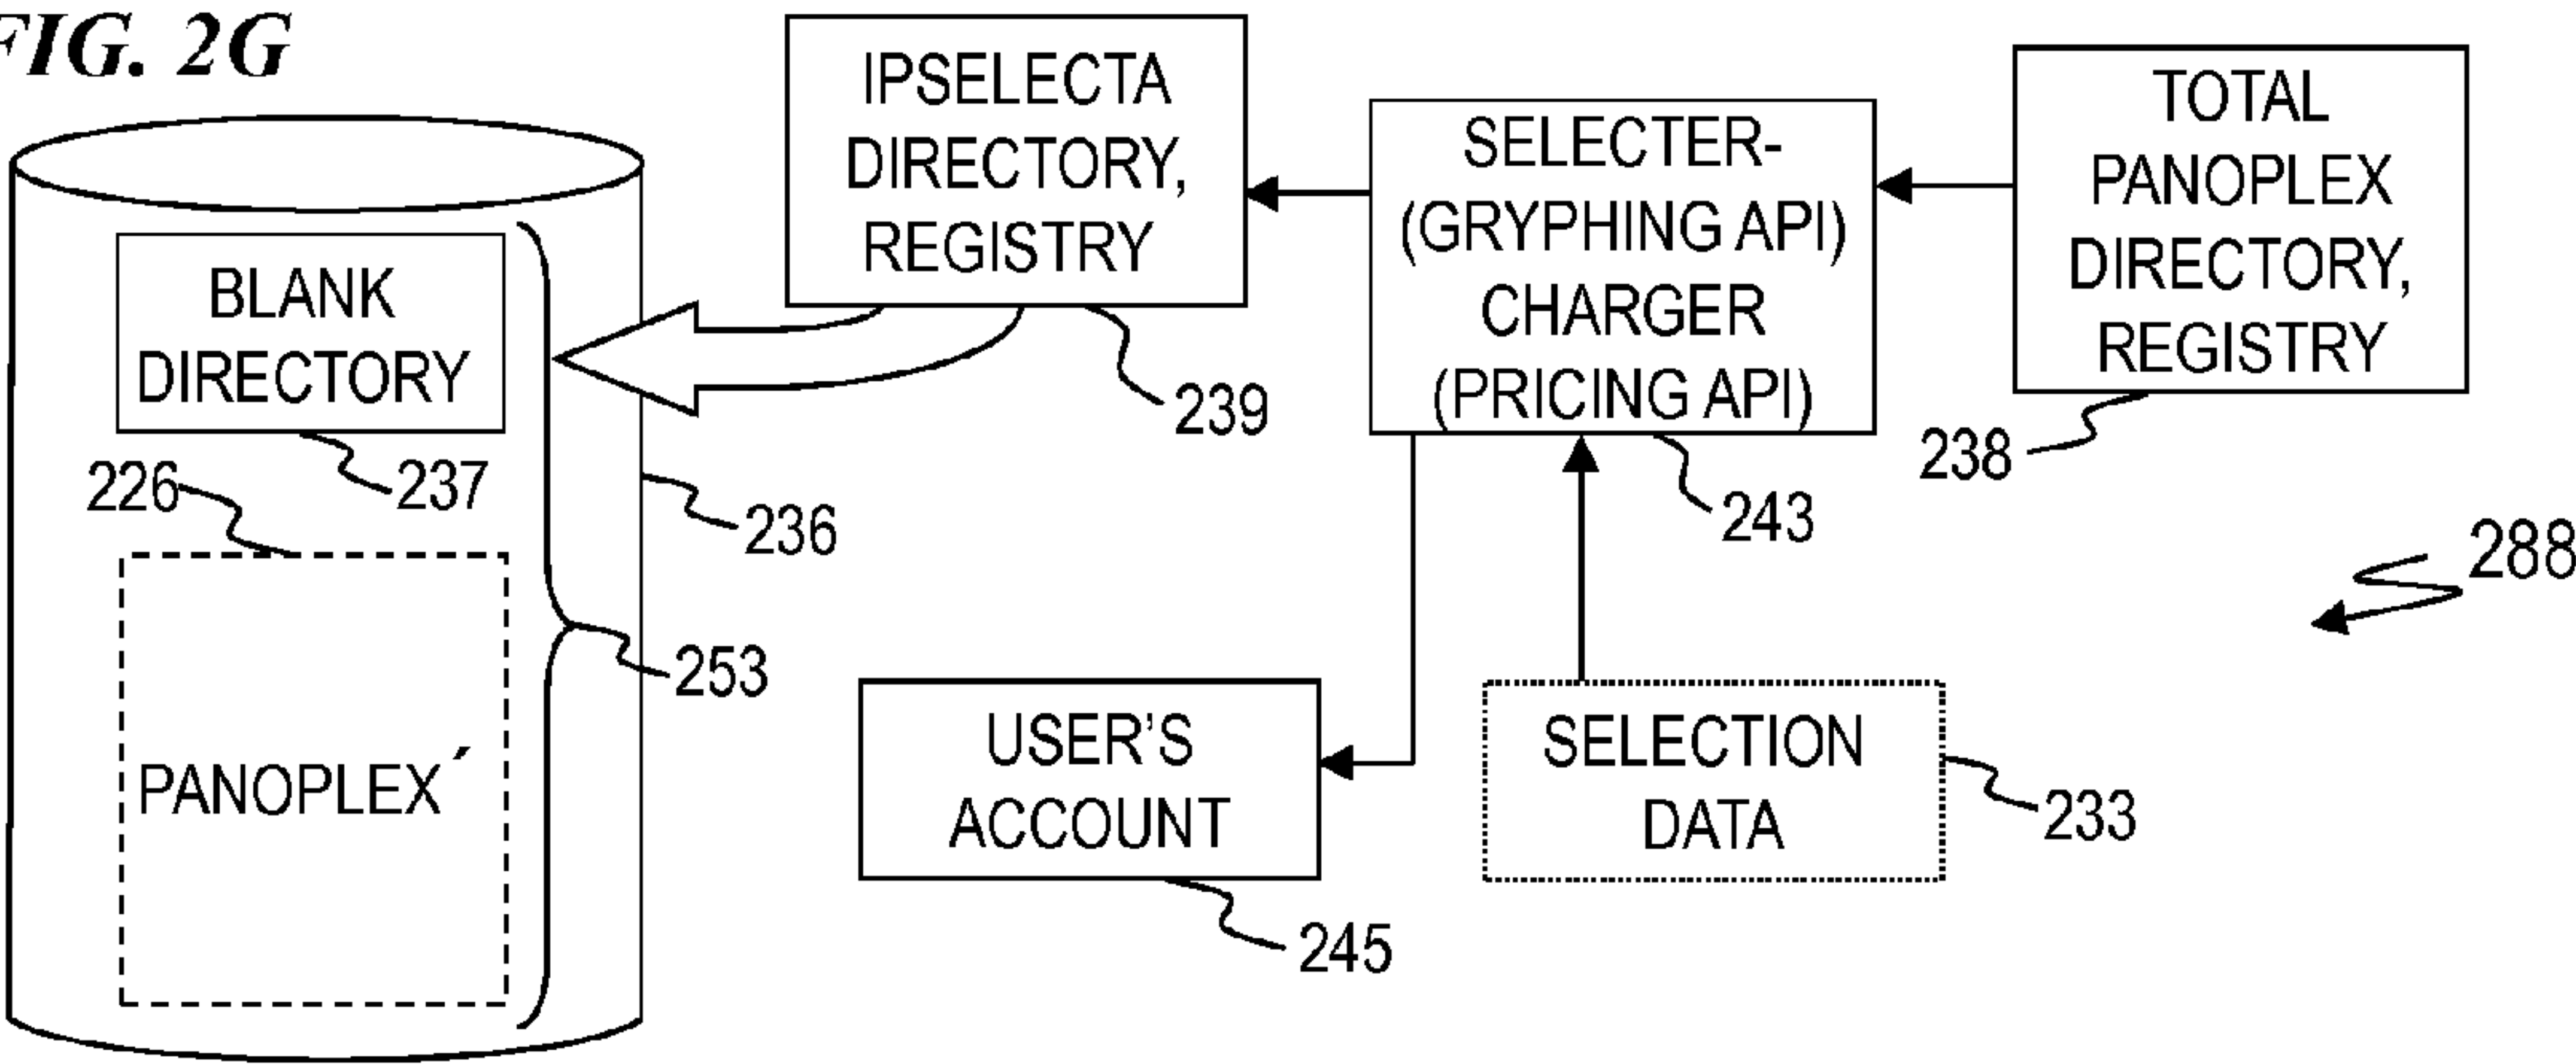 FIG. 2G
IPSELECTA
DIRECTORY,
REGISTRY
239
SELECTER-
(GRYPHING API)
CHARGER
(PRICING API)
243
TOTAL
PANOPLEX
DIRECTORY,
REGISTRY
238
BLANK
DIRECTORY
237
226
236
253
PANOPLEX´
288
USER'S
ACCOUNT
245
SELECTION
DATA
233